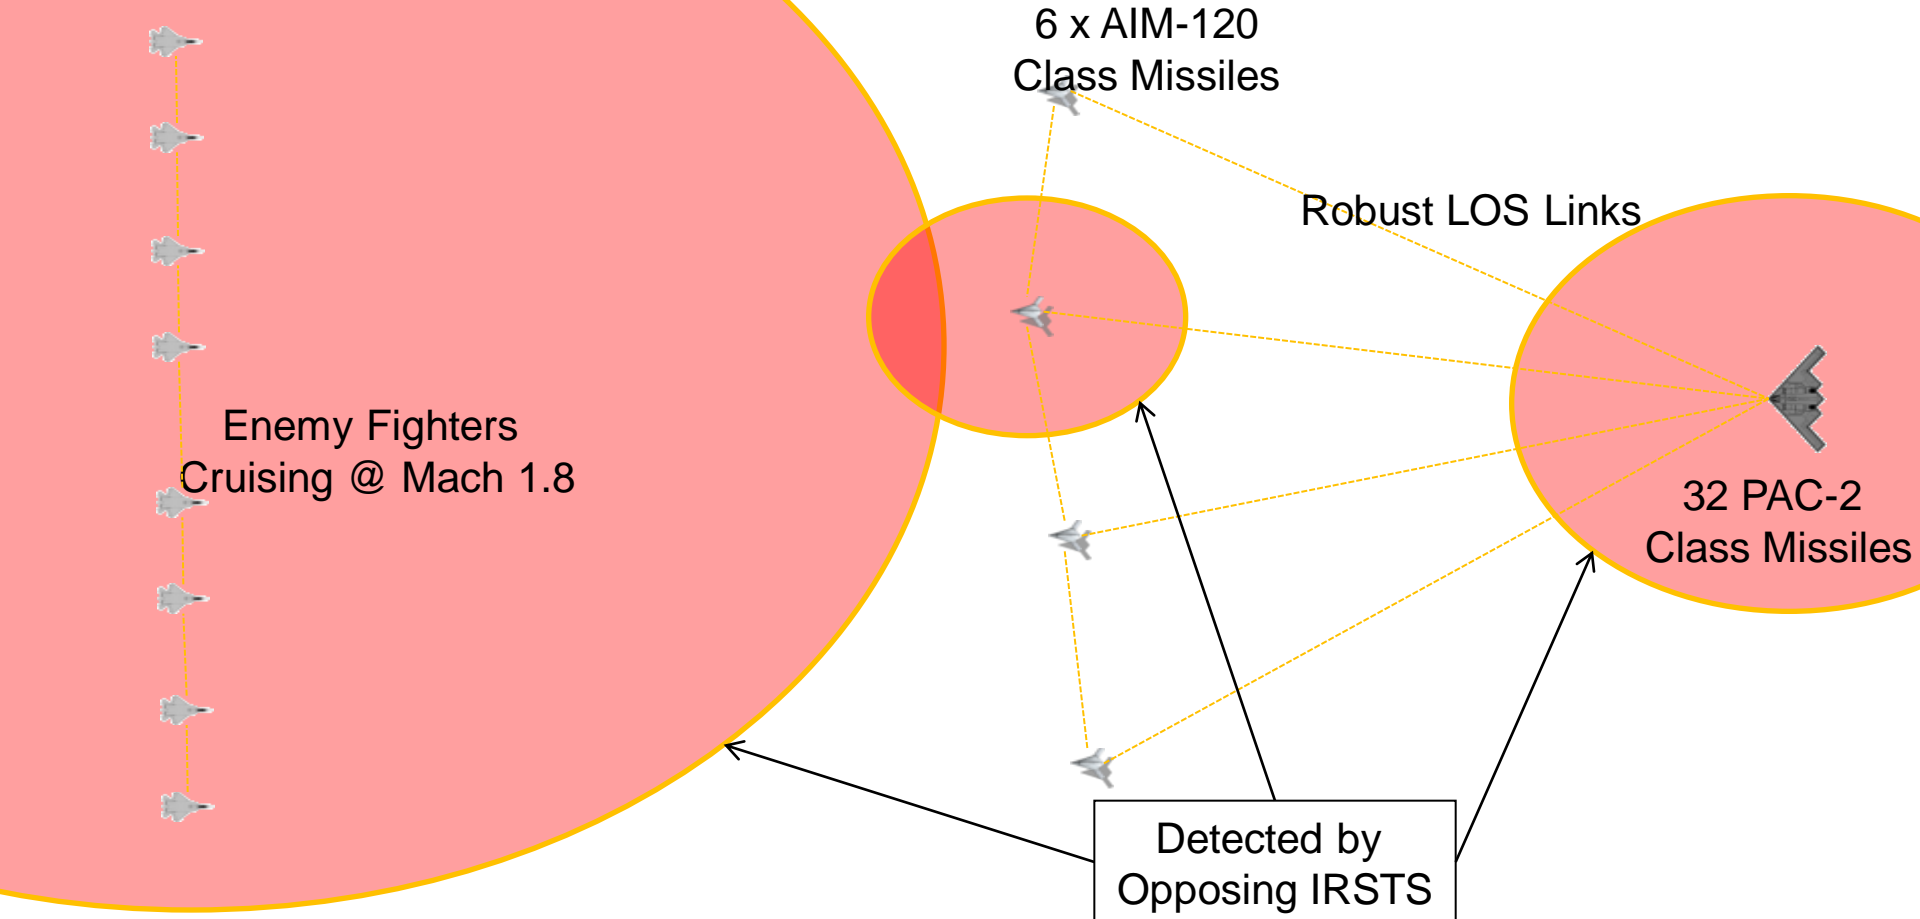 6 x AIM-120
Class Missiles
Robust LOS Links
Enemy Fighters
Cruising @ Mach 1.8
32 PAC-2
Class Missiles
Detected by
Opposing IRSTS